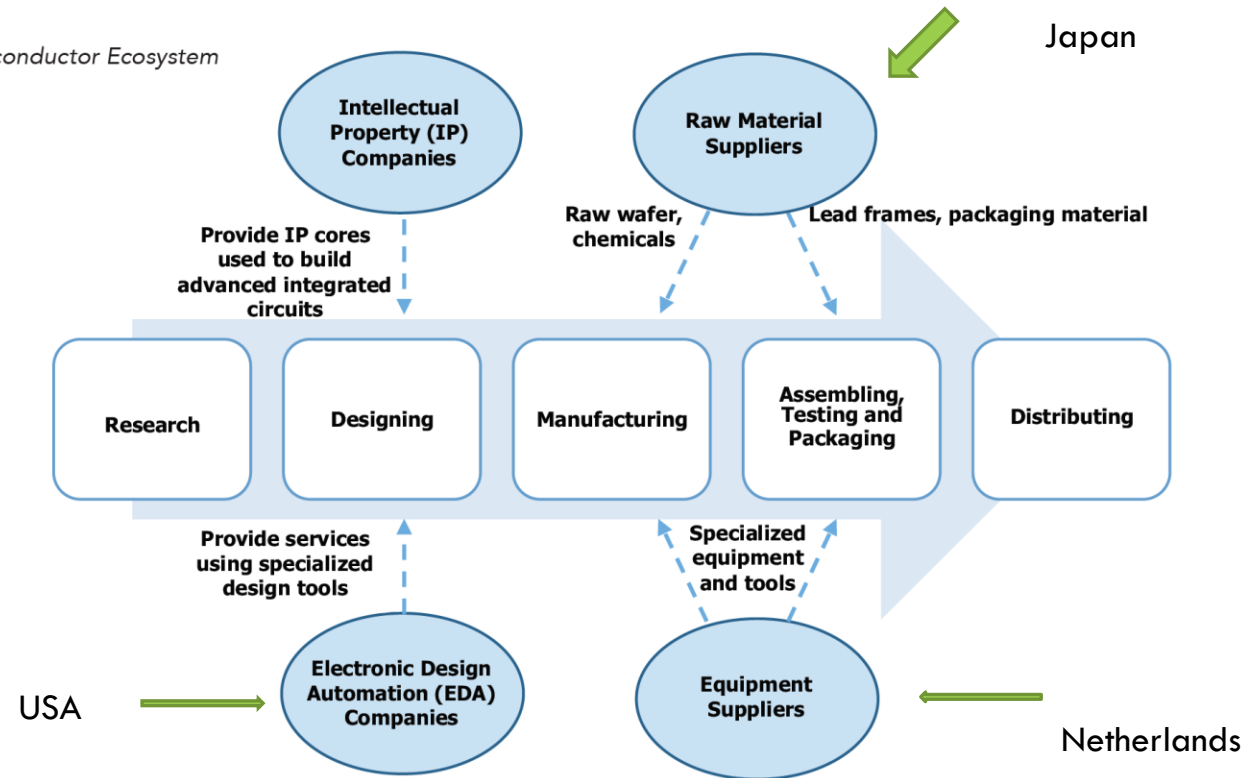 Japan
conductor Ecosystem
Intellectual
Property (IP)
Companies
Raw Material
Suppliers
Raw wafer,
chemicals
Lead frames, packaging material
Provide IP cores
used to build
advanced integrated
circuits
Research
Designing
Manufacturing
Assembling,
Testing and
Packaging
Distributing
Provide services
using specialized
design tools
Specialized
equipment
and tools
Electronic Design
Automation (EDA)
Companies
Equipment
Suppliers
USA
Netherlands